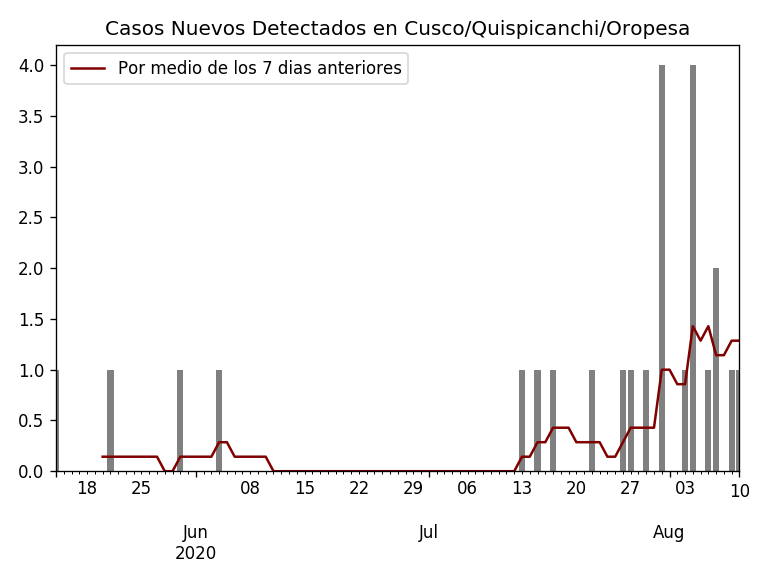 Casos Nuevos Detectados en Cusco/Quispicanchi/Oropesa
Por medio de los 7 dias anteriores
4.0
3.5
3.0
2.5
2.0
1.5
1.0
0.5
0.0
18 25 08 15 22 29 06 13 20 27 03 10
Jun Jul Aug
2020